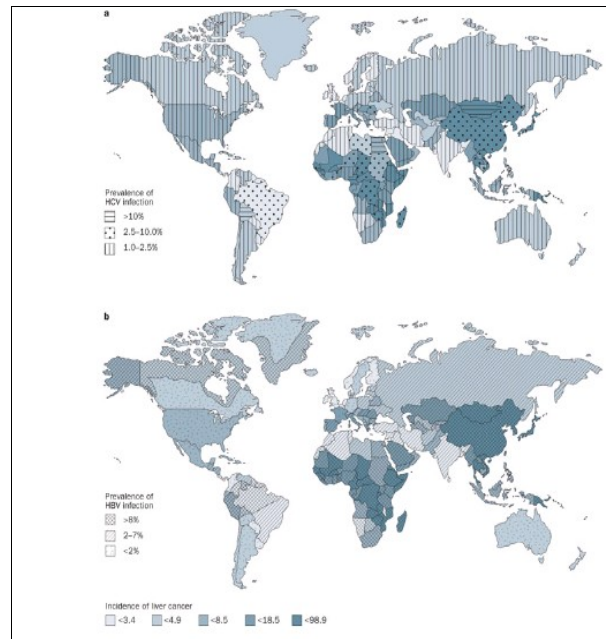 a
Prevalence of
HCV infection
>10%
2.5–10.0%
1.0–2.5%
b
Prevalence of
HBV infection
>8%
2–7%
<2%
Incidence of liver cancer
<3.4 <4.9 <8.5 <18.5 <98.9